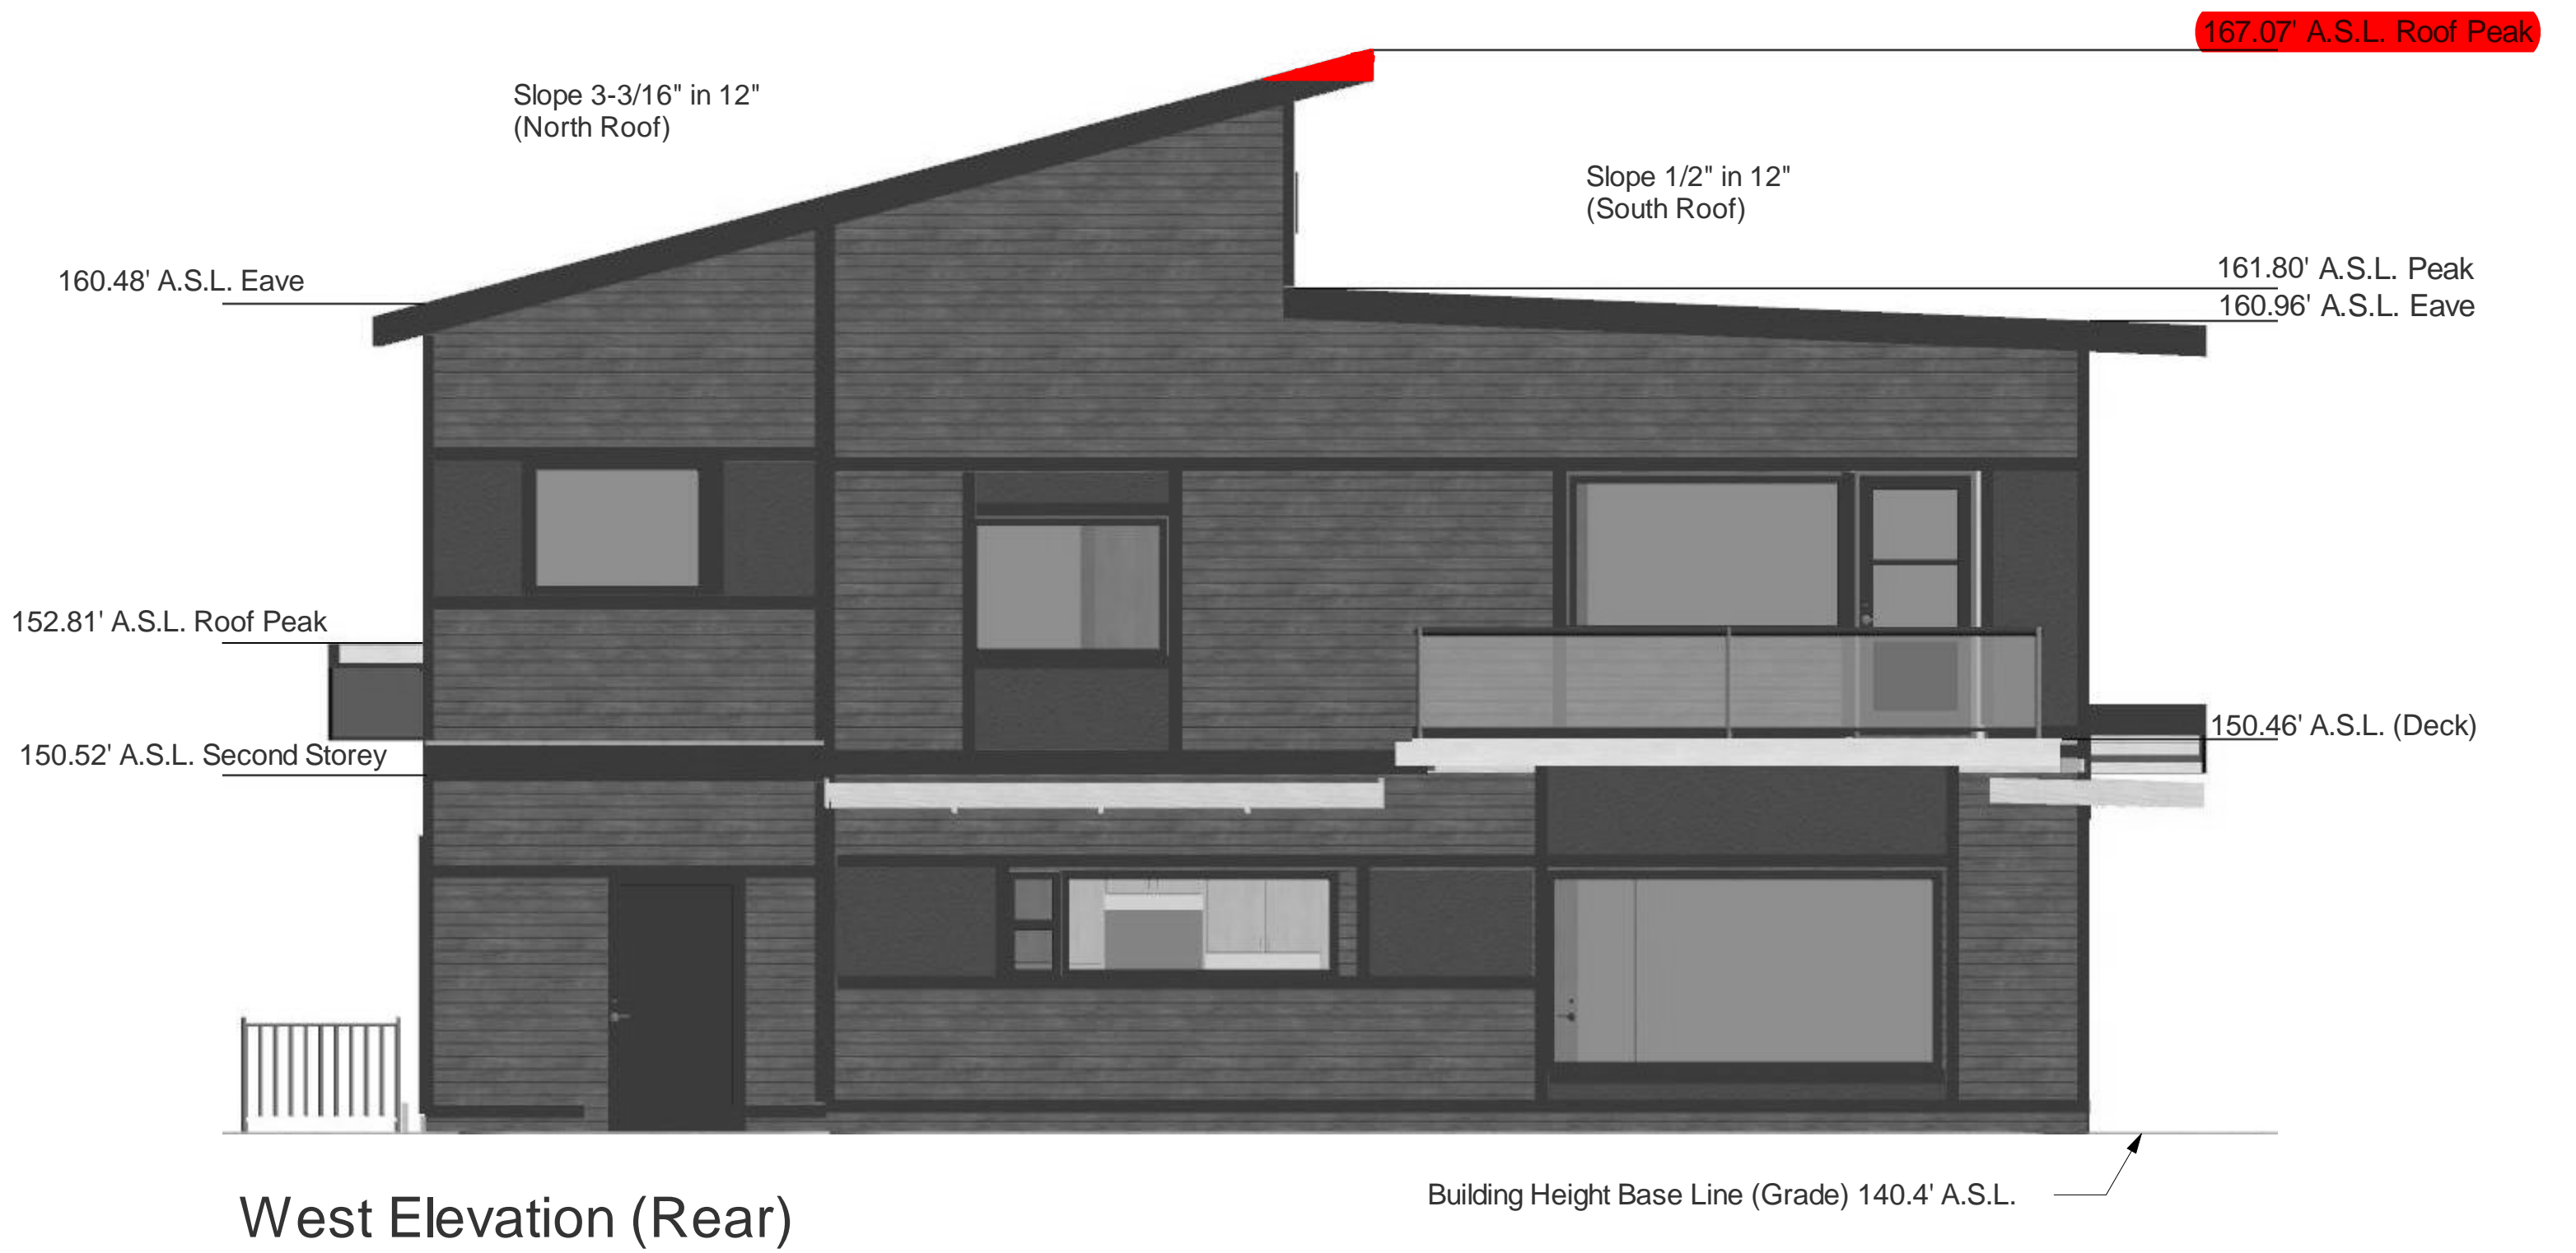 167.07' A.S.L. Roof Peak
Slope 3-3/16" in 12"
(North Roof)
Slope 1/2" in 12"
(South Roof)
160.48' A.S.L. Eave
161.80' A.S.L. Peak
160.96' A.S.L. Eave
152.81' A.S.L. Roof Peak
150.52' A.S.L. Second Storey
150.46' A.S.L. (Deck)
Building Height Base Line (Grade) 140.4' A.S.L.
West Elevation (Rear)